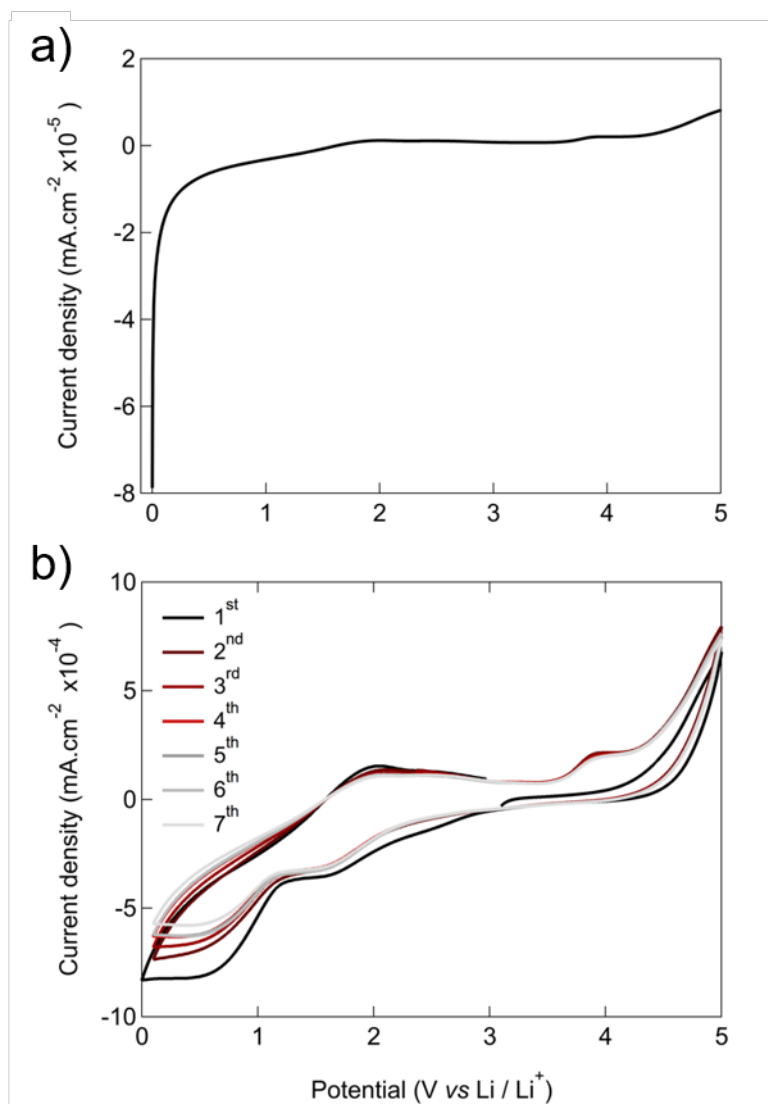 a)
2
0
-2
-4
-6
-8
Current density (mA.cm⁻² x10⁻⁵ )
0 1 2 3 4 5
b)
10
5
0
-5
-10
Current density (mA.cm⁻² x10⁻⁴ )
1ˢᵗ
2ⁿᵈ
3ʳᵈ
4ᵗʰ
5ᵗʰ
6ᵗʰ
7ᵗʰ
0 1 2 3 4 5
Potential (V vs Li / Li⁺)